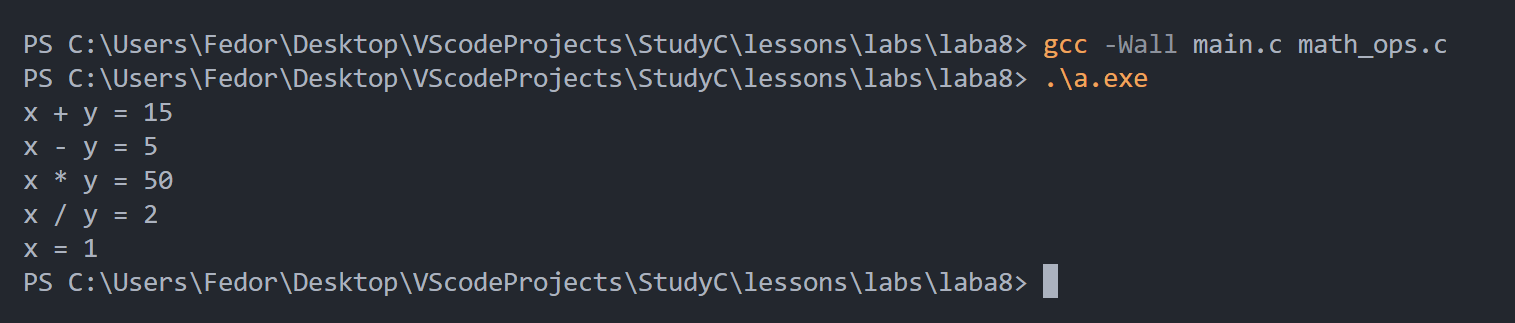 PS C:\Users\Fedor\Desktop\VScodeProjects\StudyC\lessons\labs\laba8> gcc -Wall main.c math_ops.c
PS C:\Users\Fedor\Desktop\VScodeProjects\StudyC\lessons\labs\laba8> .\a.exe
x + y = 15
x - y = 5
x * y = 50
x / y = 2
x = 1
PS C:\Users\Fedor\Desktop\VScodeProjects\StudyC\lessons\labs\laba8>